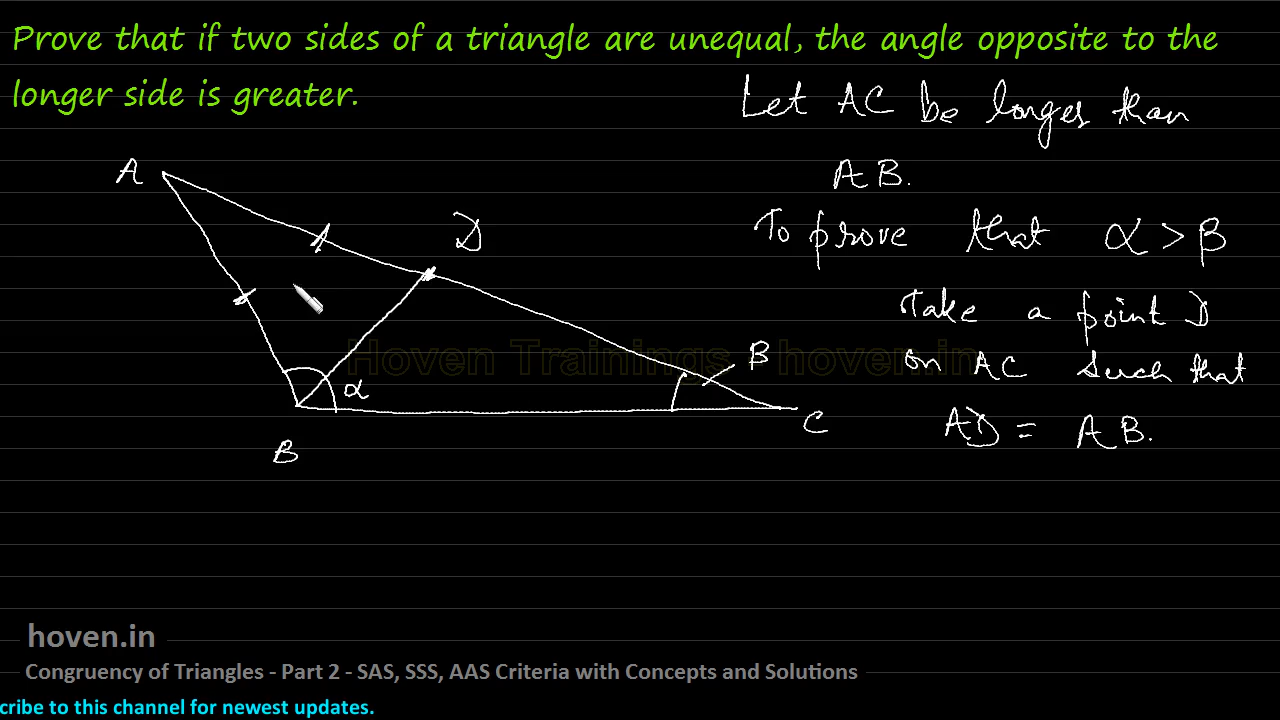 Prove that if two sides of a triangle are unequal, the angle opposite to the
longer side is greater.
Let AC be longer than
AB.
To prove that α > β
Take a point D
on AC such that
AD = AB.
A
D
β
α
C
B
Hoven Trainings - hoven.in
hoven.in
Congruency of Triangles - Part 2 - SAS, SSS, AAS Criteria with Concepts and Solutions
cribe to this channel for newest updates.